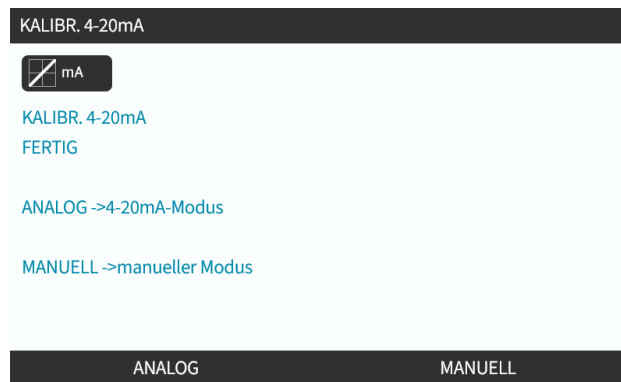 KALIBR. 4-20mA
mA
KALIBR. 4-20mA
FERTIG
ANALOG ->4-20mA-Modus
MANUELL ->manueller Modus
ANALOG MANUELL